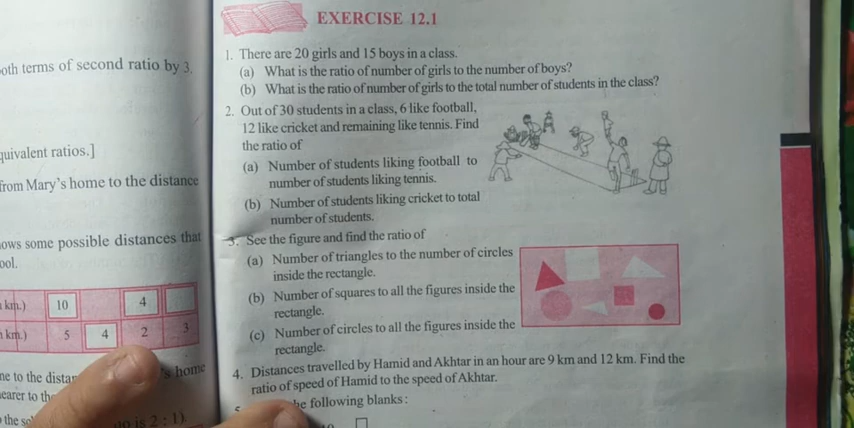 oth terms of second ratio by 3.
quivalent ratios.]
from Mary's home to the distance
ows some possible distances that
ool.
km.) 10 4
km.) 5 4 2 3
ne to the distan
's home
earer to th
the so
is 2 : 1)
EXERCISE 12.1
1. There are 20 girls and 15 boys in a class.
(a) What is the ratio of number of girls to the number of boys?
(b) What is the ratio of number of girls to the total number of students in the class?
2. Out of 30 students in a class, 6 like football,
12 like cricket and remaining like tennis. Find
the ratio of
(a) Number of students liking football to
number of students liking tennis.
(b) Number of students liking cricket to total
number of students.
3. See the figure and find the ratio of
(a) Number of triangles to the number of circles
inside the rectangle.
(b) Number of squares to all the figures inside the
rectangle.
(c) Number of circles to all the figures inside the
rectangle.
4. Distances travelled by Hamid and Akhtar in an hour are 9 km and 12 km. Find the
ratio of speed of Hamid to the speed of Akhtar.
he following blanks: